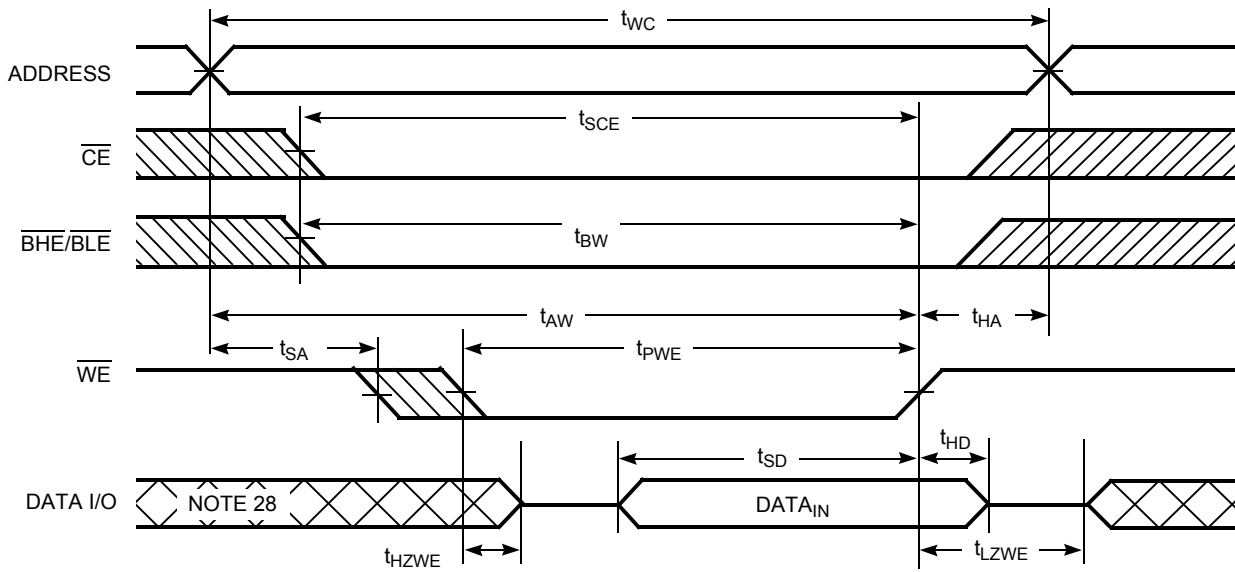 tWC
ADDRESS
tSCE
CE
BHE/BLE
tBW
tAW
tHA
tSA
tPWE
WE
tHD
tSD
DATA I/O
NOTE 28
DATAIN
tHZWE
tLZWE